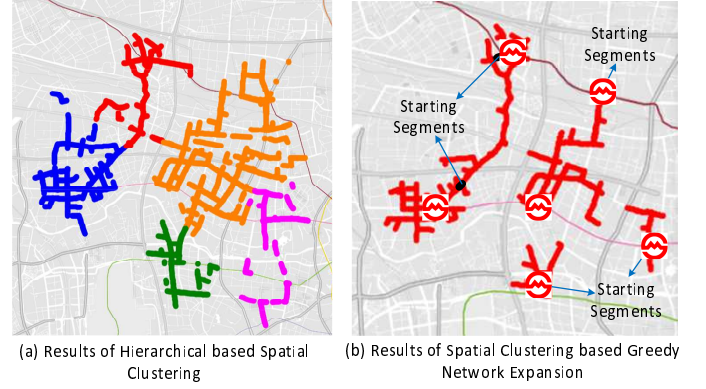 Starting
Segments
Starting
Segments
Starting
Segments
(a) Results of Hierarchical based Spatial
Clustering
(b) Results of Spatial Clustering based Greedy
Network Expansion